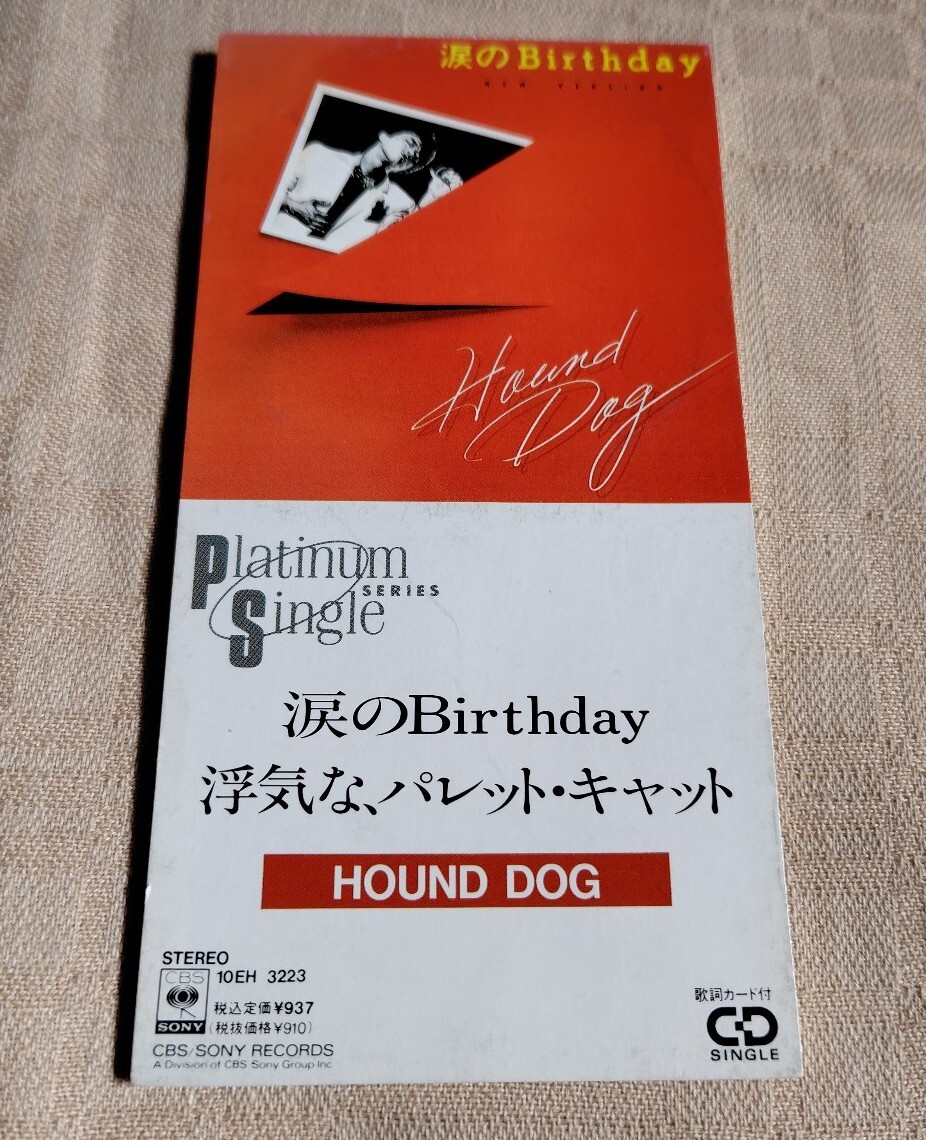 涙のBirthday
NEW VERSION
Hound
Dog
Platinum
SERIES
Single
涙のBirthday
浮気な、パレット・キャット
HOUND DOG
STEREO
CBS
SONY
10EH 3223
税込定価¥937
(税抜価格¥910)
CBS/SONY RECORDS
A Division of CBS Sony Group Inc
歌詞カード付
CD
SINGLE